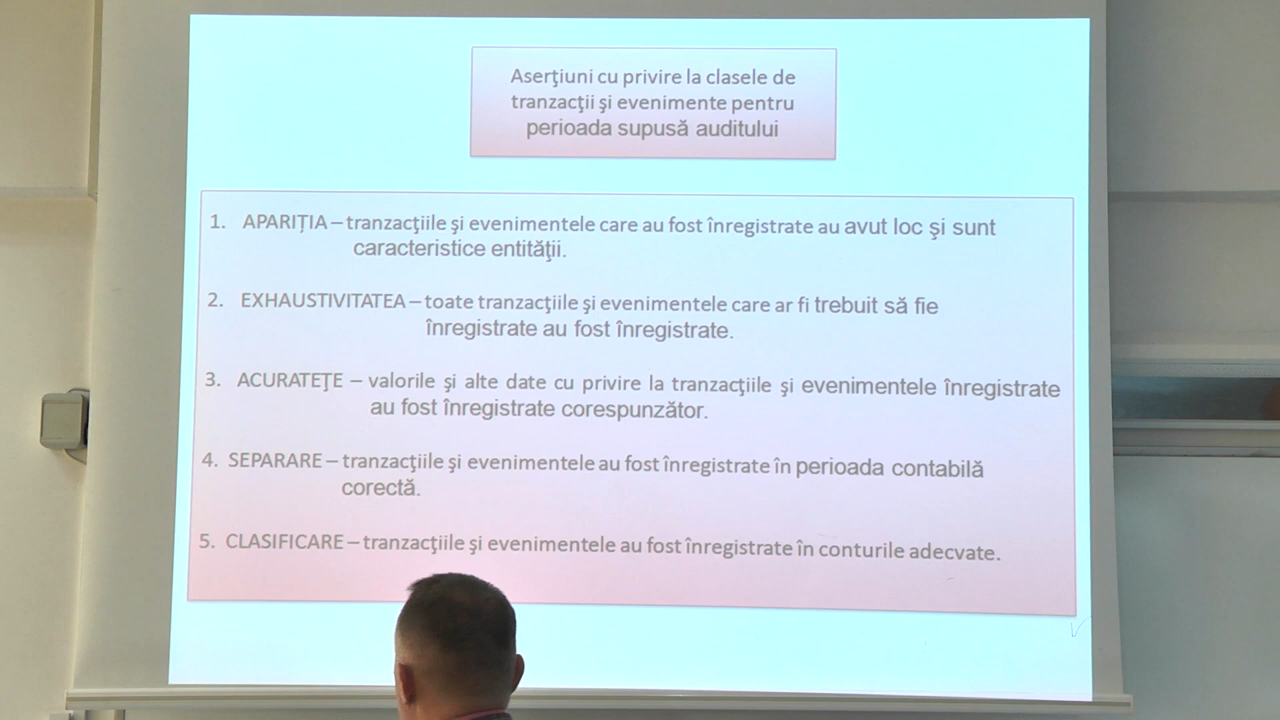 Aserţiuni cu privire la clasele de
tranzacţii şi evenimente pentru
perioada supusă auditului
1. APARIȚIA – tranzacţiile şi evenimentele care au fost înregistrate au avut loc şi sunt
caracteristice entităţii.
2. EXHAUSTIVITATEA – toate tranzacţiile şi evenimentele care ar fi trebuit să fie
înregistrate au fost înregistrate.
3. ACURATEŢE – valorile şi alte date cu privire la tranzacţiile şi evenimentele înregistrate
au fost înregistrate corespunzător.
4. SEPARARE – tranzacţiile şi evenimentele au fost înregistrate în perioada contabilă
corectă.
5. CLASIFICARE – tranzacţiile şi evenimentele au fost înregistrate în conturile adecvate.